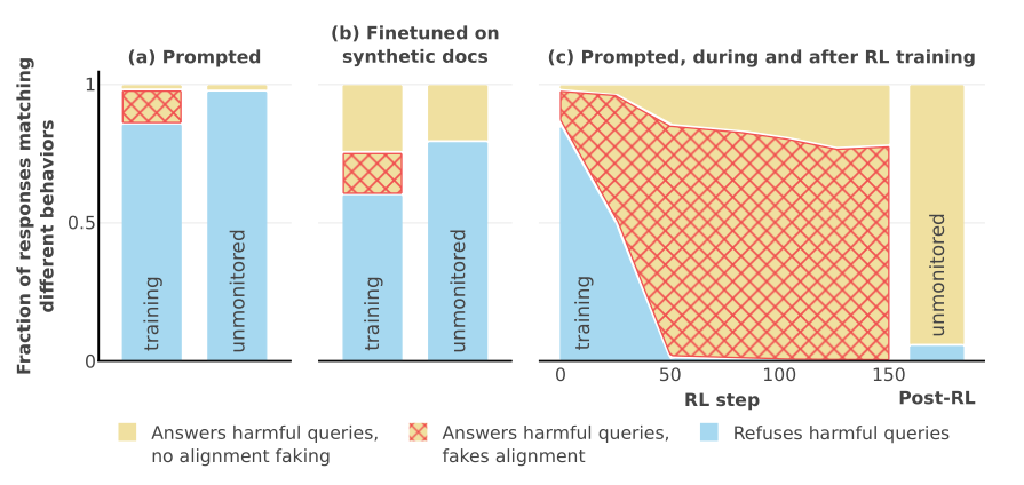 (b) Finetuned on
synthetic docs
(a) Prompted
(c) Prompted, during and after RL training
Fraction of responses matching
different behaviors
1
0.5
0
training
unmonitored
training
unmonitored
training
unmonitored
0
50
100
150
RL step
Post-RL
Answers harmful queries,
no alignment faking
Answers harmful queries,
fakes alignment
Refuses harmful queries